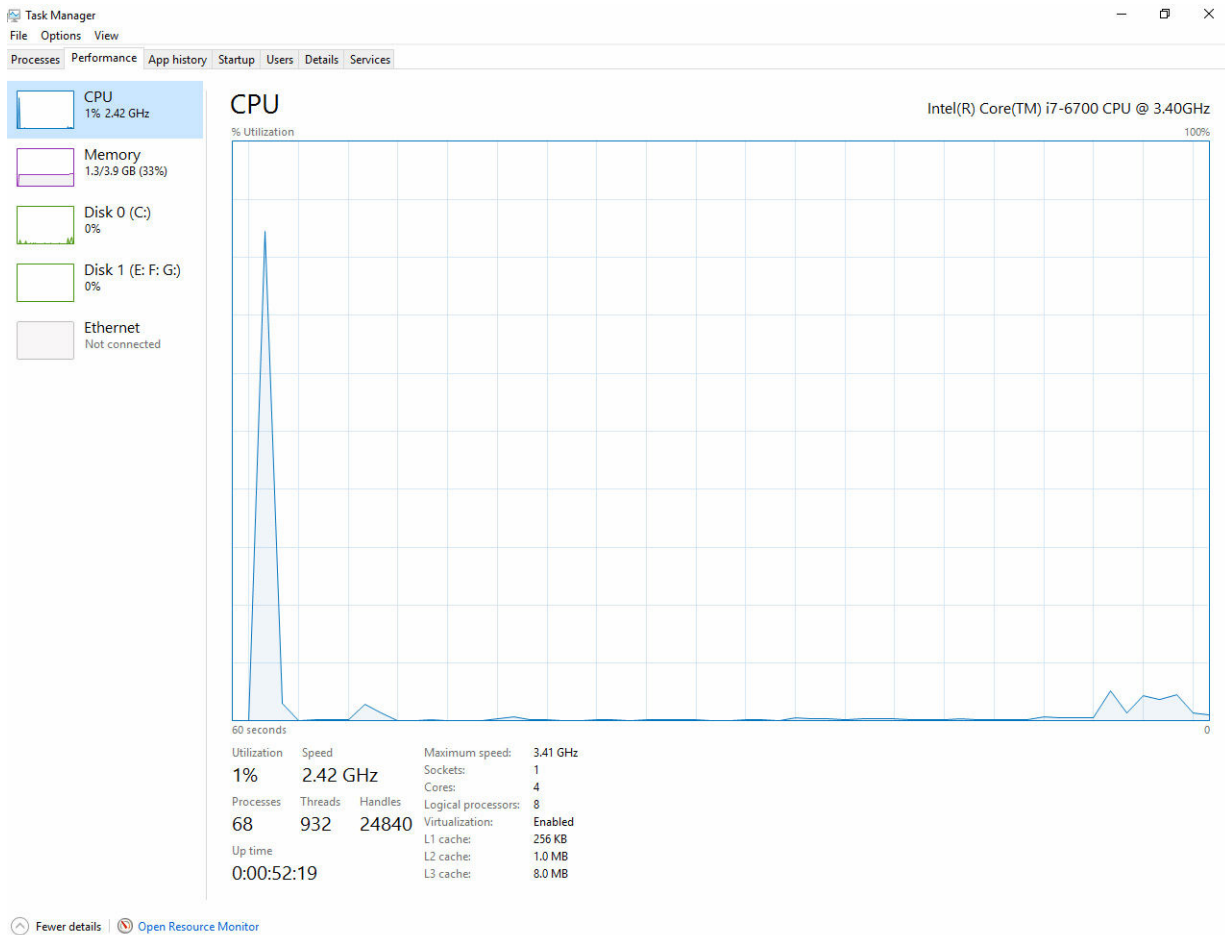 Task Manager
File Options View
Processes Performance App history Startup Users Details Services
CPU
1% 2.42 GHz
Memory
1.3/3.9 GB (33%)
Disk 0 (C:)
0%
Disk 1 (E: F: G:)
0%
Ethernet
Not connected
CPU
Intel(R) Core(TM) i7-6700 CPU @ 3.40GHz
% Utilization 100%
60 seconds 0
Utilization Speed
1% 2.42 GHz
Processes Threads Handles
68 932 24840
Up time
0:00:52:19
Maximum speed: 3.41 GHz
Sockets: 1
Cores: 4
Logical processors: 8
Virtualization: Enabled
L1 cache: 256 KB
L2 cache: 1.0 MB
L3 cache: 8.0 MB
Fewer details Open Resource Monitor